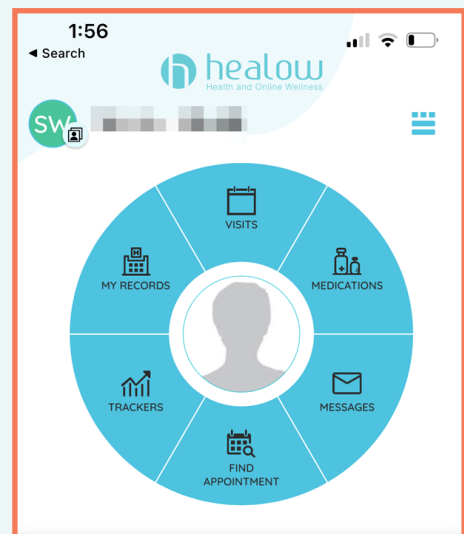 1:56
◄ Search
healow
Health and Online Wellness
SW
VISITS
MY RECORDS
MEDICATIONS
TRACKERS
MESSAGES
FIND
APPOINTMENT